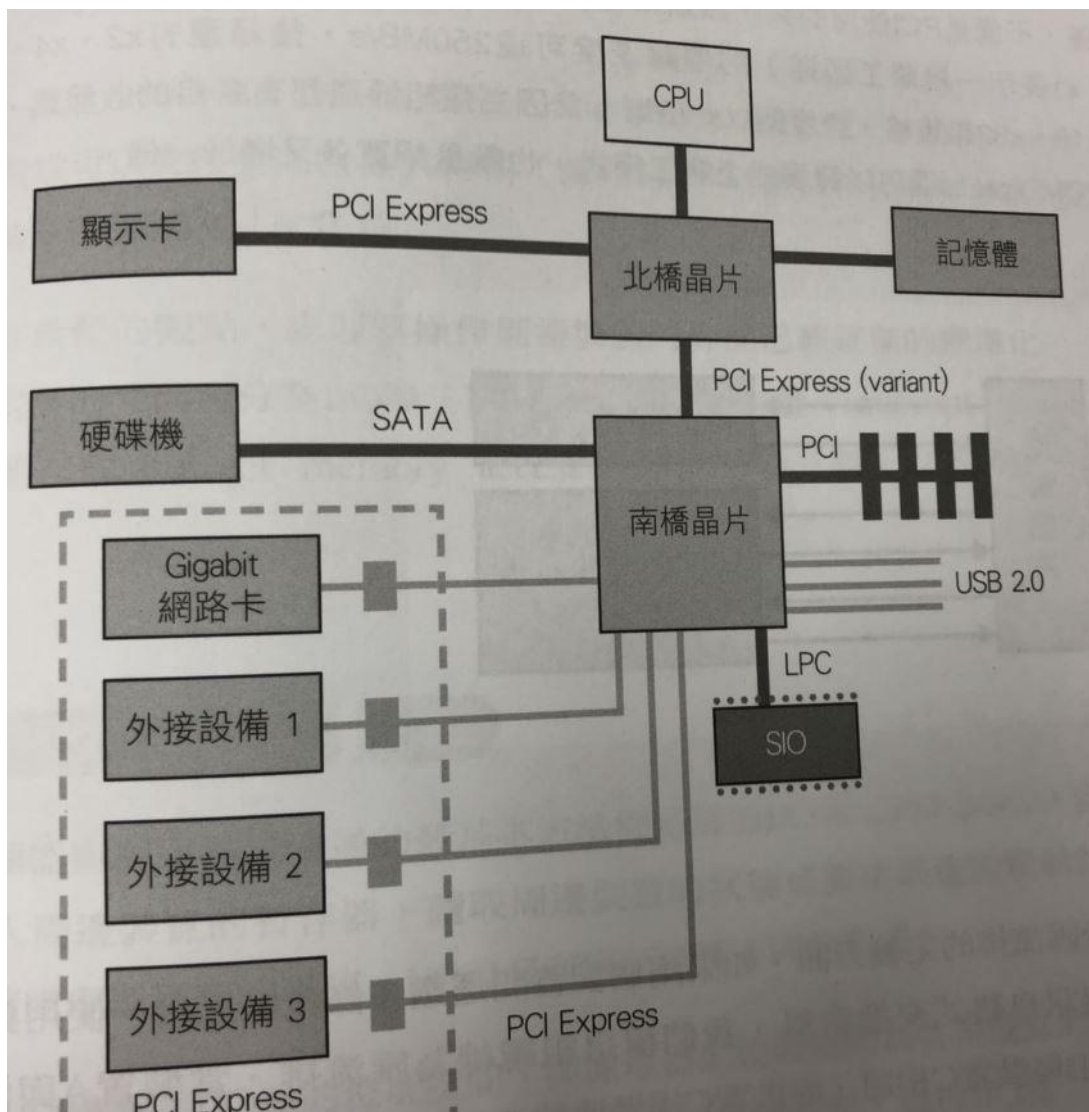 CPU
PCI Express
顯示卡
北橋晶片
記憶體
PCI Express (variant)
SATA
硬碟機
PCI
南橋晶片
Gigabit
網路卡
USB 2.0
LPC
外接設備 1
SIO
外接設備 2
外接設備 3
PCI Express
PCI Express